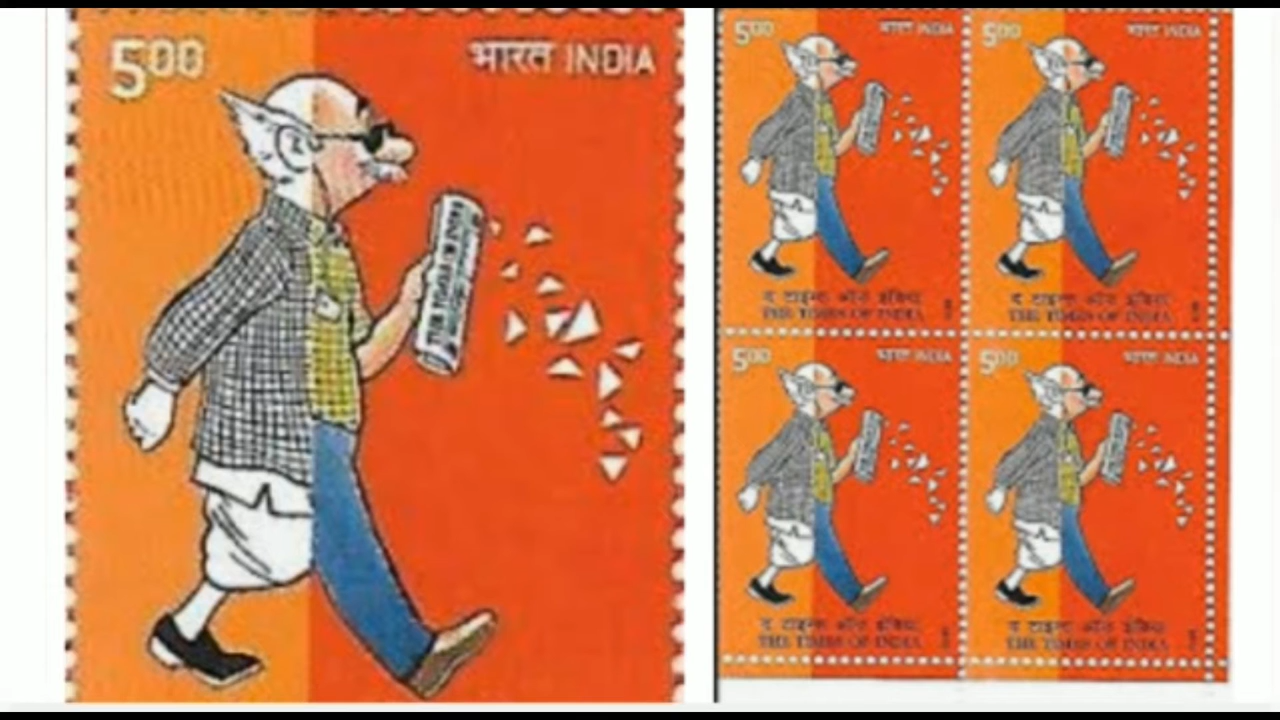 5.00
भारत INDIA
5.00
भारत INDIA
5.00
भारत INDIA
द टाइम्स ऑफ इंडिया
THE TIMES OF INDIA
द टाइम्स ऑफ इंडिया
THE TIMES OF INDIA
5.00
भारत INDIA
5.00
भारत INDIA
द टाइम्स ऑफ इंडिया
THE TIMES OF INDIA
द टाइम्स ऑफ इंडिया
THE TIMES OF INDIA